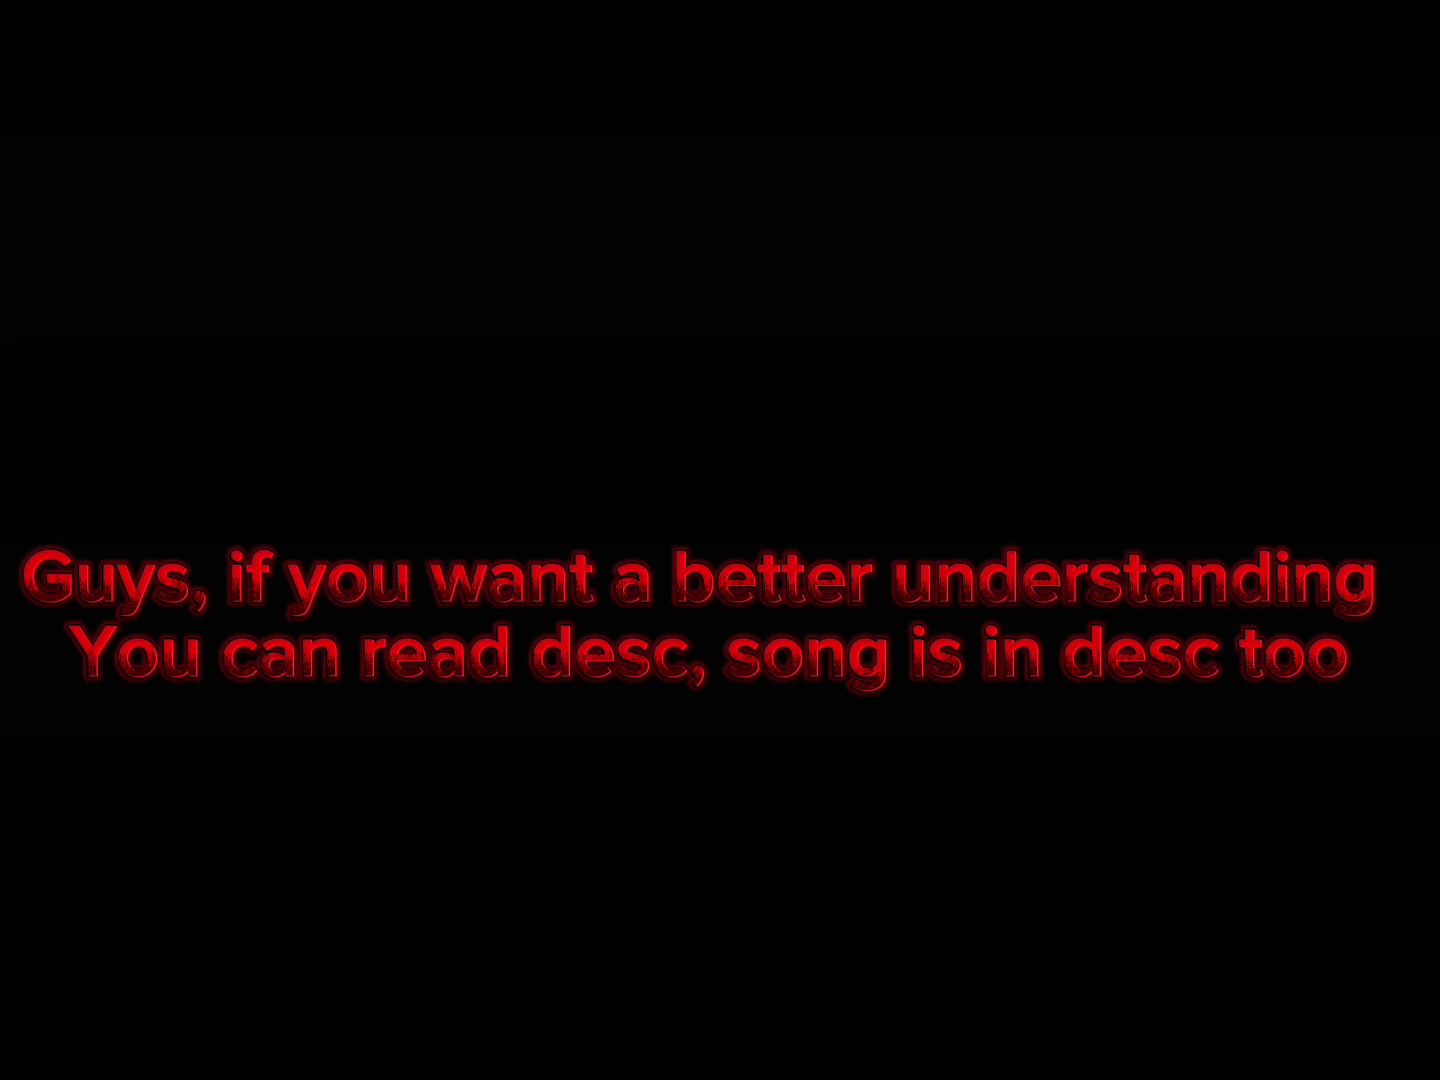 Guys, if you want a better understanding
You can read desc, song is in desc too